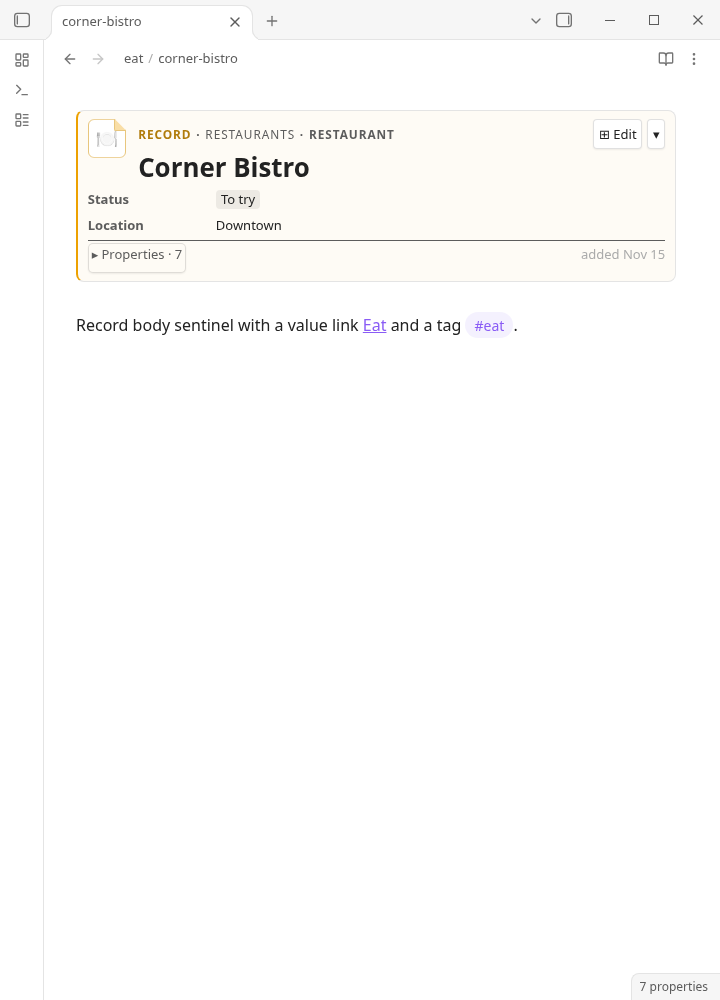 corner-bistro
eat / corner-bistro
RECORD · RESTAURANTS · RESTAURANT
Edit
Corner Bistro
Status To try
Location Downtown
Properties · 7
added Nov 15
Record body sentinel with a value link Eat and a tag #eat .
7 properties